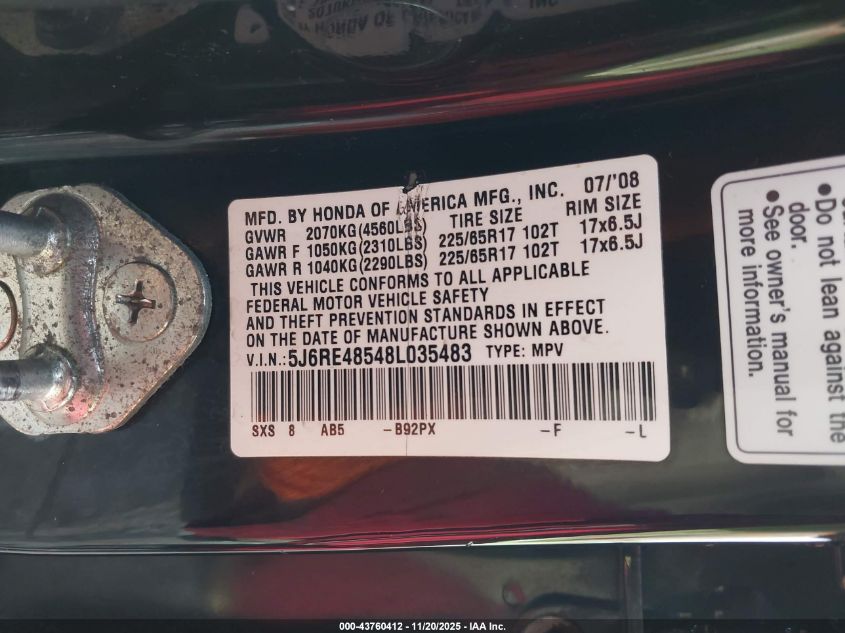 MFD. BY HONDA OF AMERICA MFG., INC. 07/'08
GVWR 2070KG(4560LBS) TIRE SIZE RIM SIZE
GAWR F 1050KG(2310LBS) 225/65R17 102T 17x6.5J
GAWR R 1040KG(2290LBS) 225/65R17 102T 17x6.5J
THIS VEHICLE CONFORMS TO ALL APPLICABLE
FEDERAL MOTOR VEHICLE SAFETY
AND THEFT PREVENTION STANDARDS IN EFFECT
ON THE DATE OF MANUFACTURE SHOWN ABOVE.
V.I.N.: 5J6RE48548L035483 TYPE: MPV
SXS 8 AB5 -B92PX -F -L
●Do not lean against the
door.
●See owner's manual for
more information.
000-43760412 - 11/20/2025 - IAA Inc.